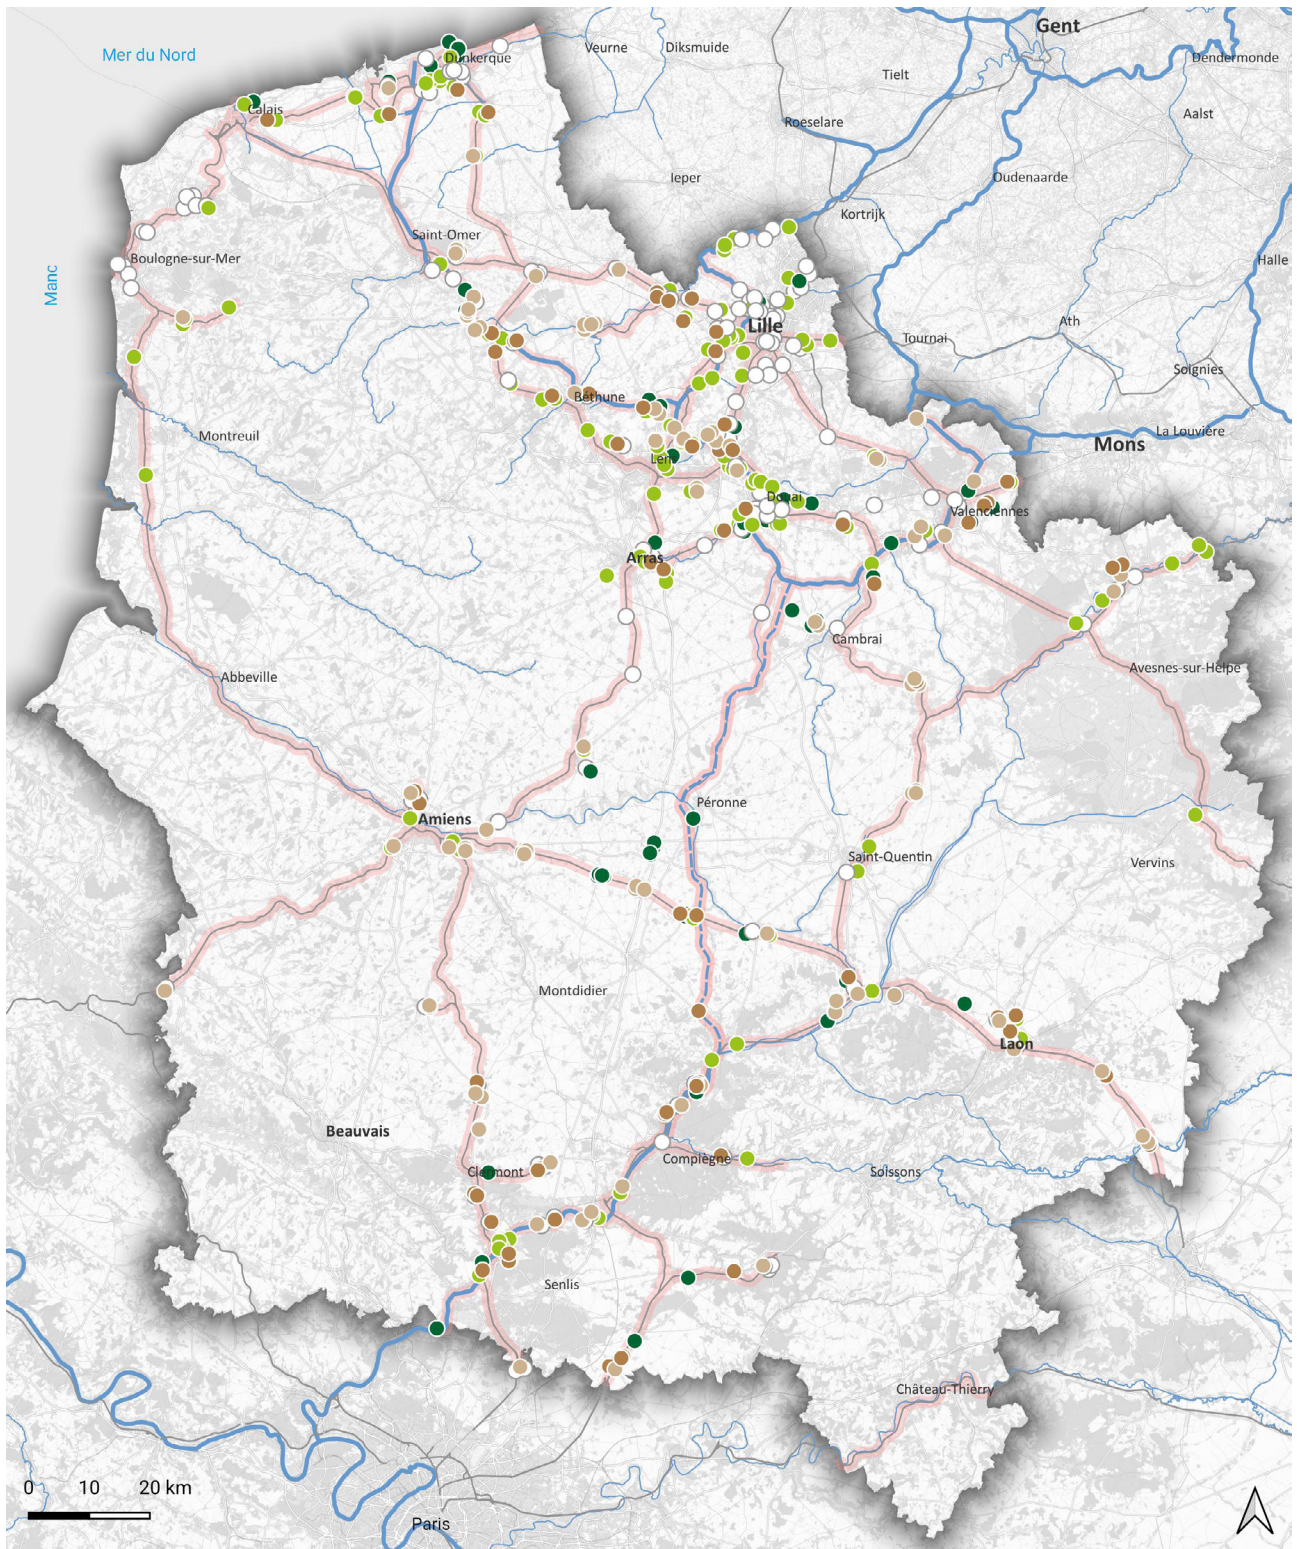 Gent
Mer du Nord
Veurne
Diksmuide
Dunkerque
Dendermonde
Tielt
Calais
Aalst
Roeselare
Ieper
Oudenaarde
Kortrijk
Saint-Omer
Boulogne-sur-Mer
Halle
Manc
Lille
Ath
Tournai
Soignies
Béthune
La Louvière
Montreuil
Mons
Lens
Douai
Valenciennes
Arras
Cambrai
Avesnes-sur-Helpe
Abbeville
Péronne
Amiens
Saint-Quentin
Vervins
Montdidier
Laon
Beauvais
Compiègne
Clermont
Soissons
Senlis
Château-Thierry
0 10 20 km
Paris